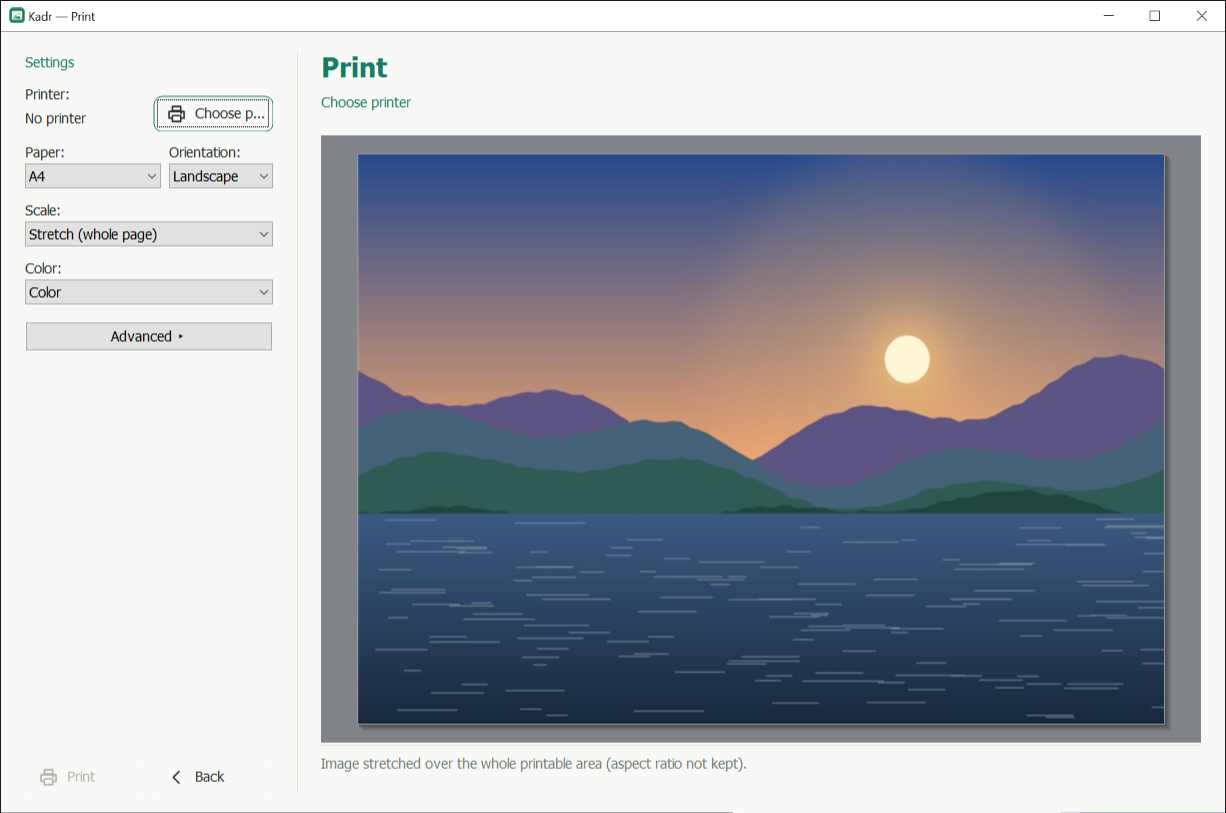 Kadr — Print
Settings
Printer:
No printer
Choose p...
Paper:
Orientation:
A4
Landscape
Scale:
Stretch (whole page)
Color:
Color
Advanced ‣
Print
Back
Print
Choose printer
Image stretched over the whole printable area (aspect ratio not kept).